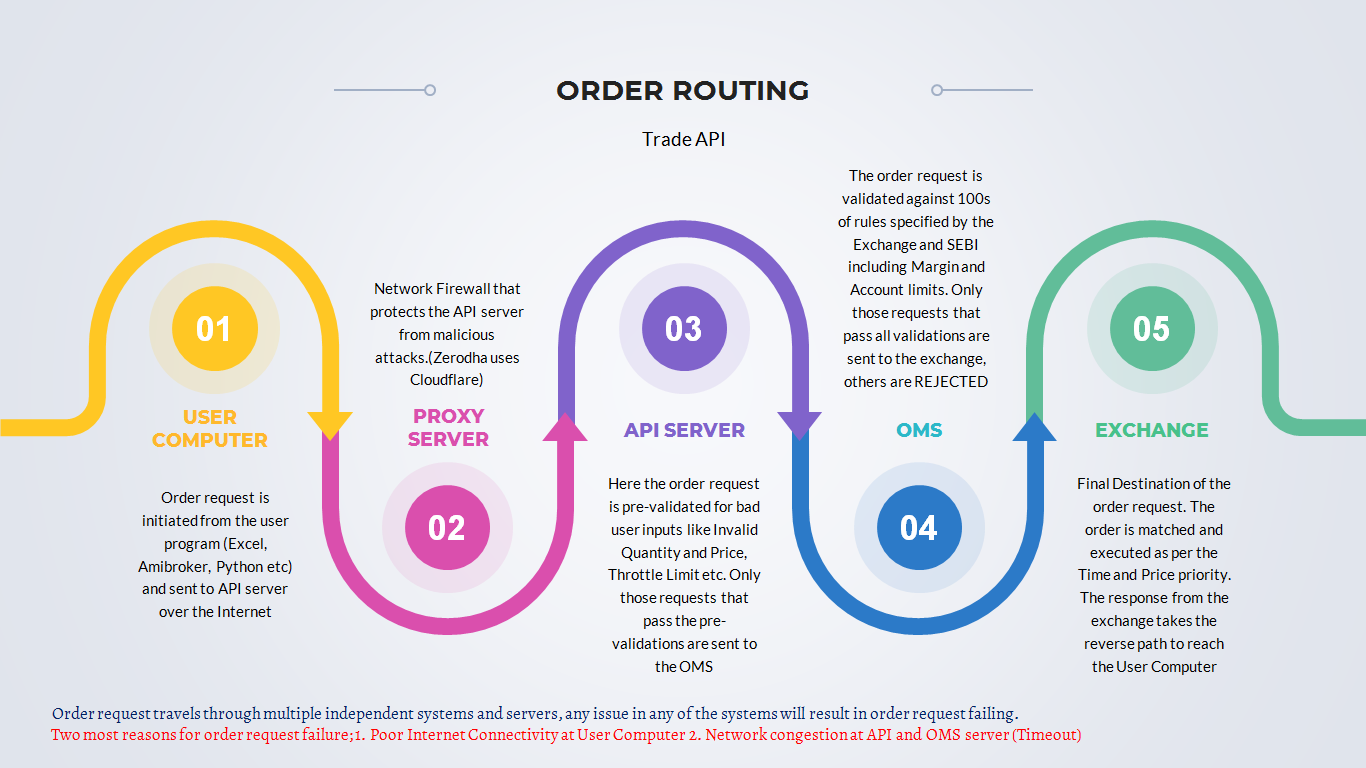 ORDER ROUTING
Trade API
01
USER
COMPUTER
Order request is
initiated from the user
program (Excel,
Amibroker, Python etc)
and sent to API server
over the Internet
Network Firewall that
protects the API server
from malicious
attacks.(Zerodha uses
Cloudflare)
PROXY
SERVER
02
03
API SERVER
Here the order request
is pre-validated for bad
user inputs like Invalid
Quantity and Price,
Throttle Limit etc. Only
those requests that
pass the pre-
validations are sent to
the OMS
The order request is
validated against 100s
of rules specified by the
Exchange and SEBI
including Margin and
Account limits. Only
those requests that
pass all validations are
sent to the exchange,
others are REJECTED
OMS
04
05
EXCHANGE
Final Destination of the
order request. The
order is matched and
executed as per the
Time and Price priority.
The response from the
exchange takes the
reverse path to reach
the User Computer
Order request travels through multiple independent systems and servers, any issue in any of the systems will result in order request failing.
Two most reasons for order request failure;1. Poor Internet Connectivity at User Computer 2. Network congestion at API and OMS server (Timeout)